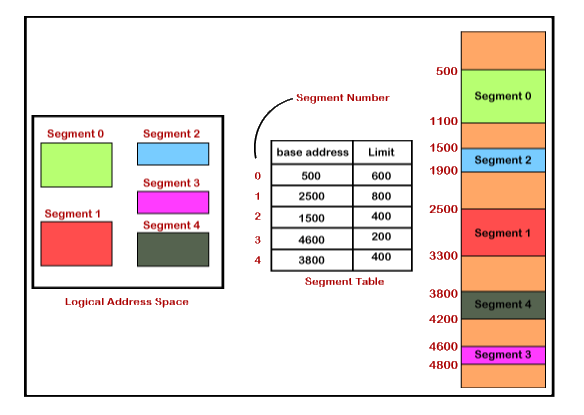 Segment 0
Segment 2
Segment 3
Segment 1
Segment 4
Logical Address Space
Segment Number
base address Limit
0 500 600
1 2500 800
2 1500 400
3 4600 200
4 3800 400
Segment Table
500
Segment 0
1100
1500
Segment 2
1900
2500
Segment 1
3300
3800
Segment 4
4200
4600
Segment 3
4800